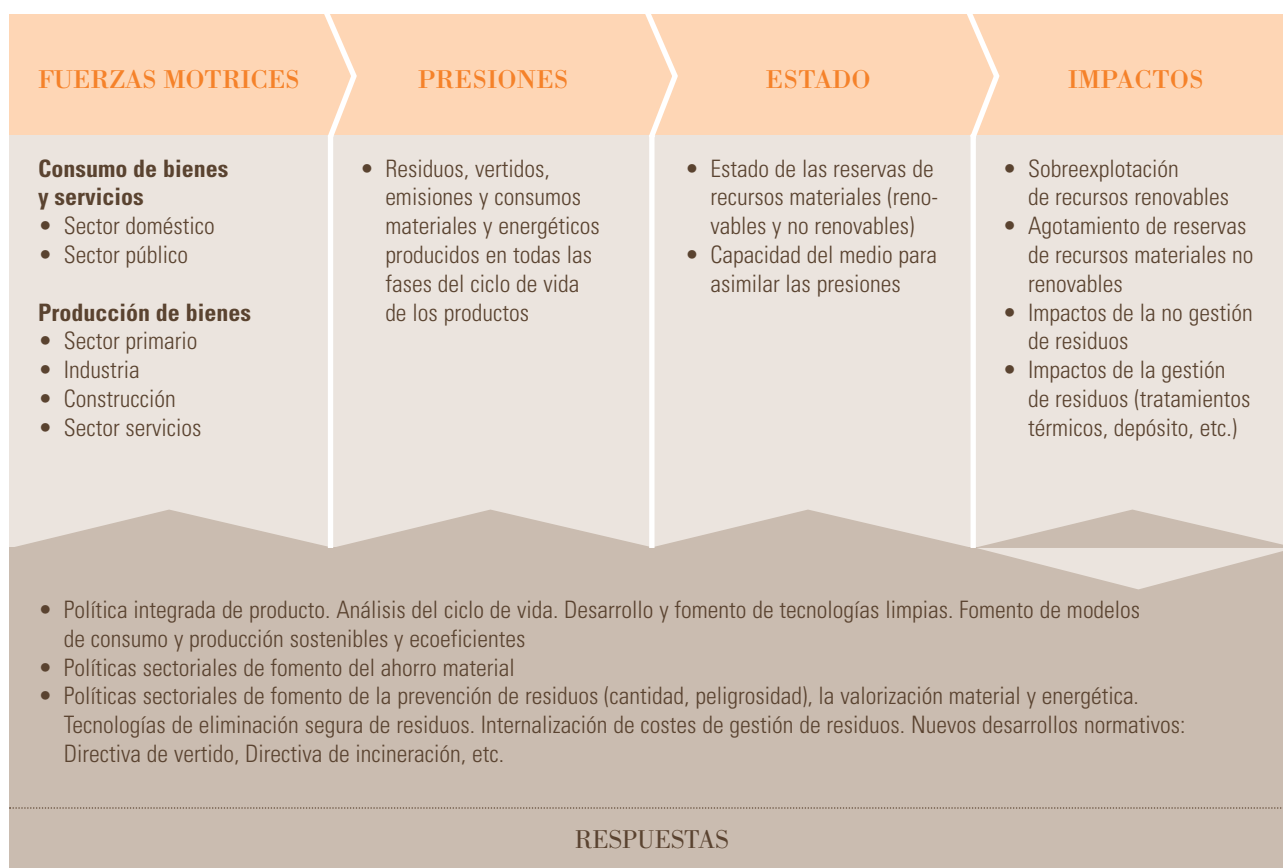 FUERZAS MOTRICES
PRESIONES
ESTADO
IMPACTOS
Consumo de bienes
y servicios
• Sector doméstico
• Sector público
Producción de bienes
• Sector primario
• Industria
• Construcción
• Sector servicios
• Residuos, vertidos,
emisiones y consumos
materiales y energéticos
producidos en todas las
fases del ciclo de vida
de los productos
• Estado de las reservas de
recursos materiales (reno-
vables y no renovables)
• Capacidad del medio para
asimilar las presiones
• Sobreexplotación
de recursos renovables
• Agotamiento de reservas
de recursos materiales no
renovables
• Impactos de la no gestión
de residuos
• Impactos de la gestión
de residuos (tratamientos
térmicos, depósito, etc.)
• Política integrada de producto. Análisis del ciclo de vida. Desarrollo y fomento de tecnologías limpias. Fomento de modelos
de consumo y producción sostenibles y ecoeficientes
• Políticas sectoriales de fomento del ahorro material
• Políticas sectoriales de fomento de la prevención de residuos (cantidad, peligrosidad), la valorización material y energética.
Tecnologías de eliminación segura de residuos. Internalización de costes de gestión de residuos. Nuevos desarrollos normativos:
Directiva de vertido, Directiva de incineración, etc.
RESPUESTAS